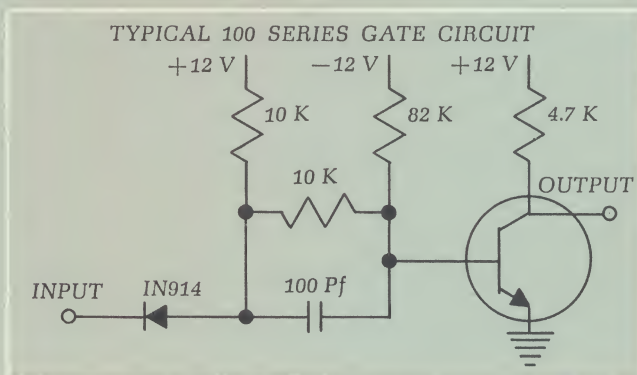 TYPICAL 100 SERIES GATE CIRCUIT
+12 V −12 V +12 V
10 K 82 K 4.7 K
10 K
OUTPUT
INPUT IN914 100 Pf